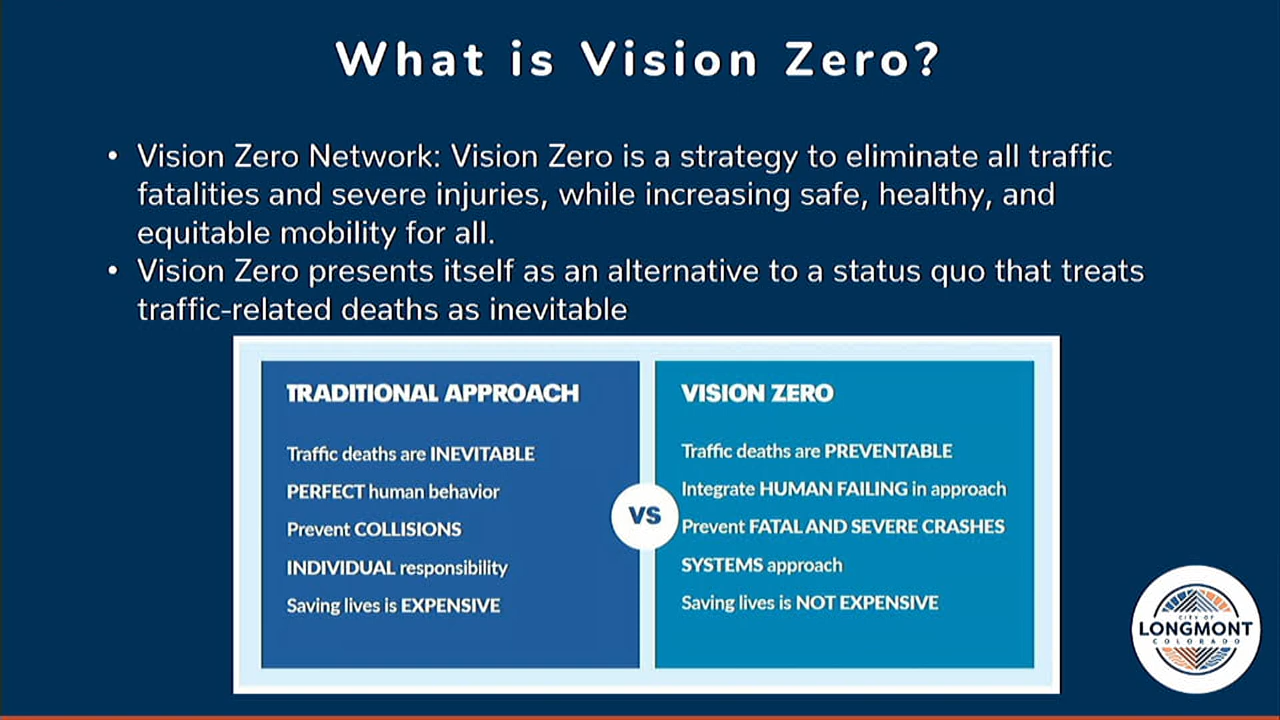 What is Vision Zero?
• Vision Zero Network: Vision Zero is a strategy to eliminate all traffic
fatalities and severe injuries, while increasing safe, healthy, and
equitable mobility for all.
• Vision Zero presents itself as an alternative to a status quo that treats
traffic-related deaths as inevitable
TRADITIONAL APPROACH
Traffic deaths are INEVITABLE
PERFECT human behavior
Prevent COLLISIONS
INDIVIDUAL responsibility
Saving lives is EXPENSIVE
VS
VISION ZERO
Traffic deaths are PREVENTABLE
Integrate HUMAN FAILING in approach
Prevent FATAL AND SEVERE CRASHES
SYSTEMS approach
Saving lives is NOT EXPENSIVE
CITY OF
LONGMONT
COLORADO